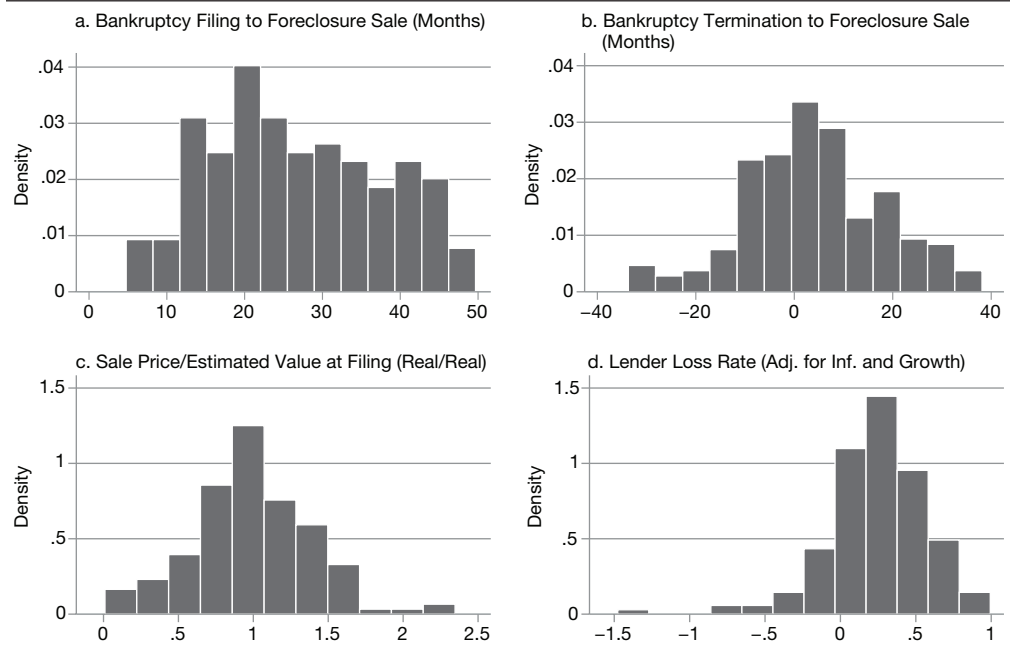 a. Bankruptcy Filing to Foreclosure Sale (Months)
.04
.03
.02
.01
0
Density
0 10 20 30 40 50
b. Bankruptcy Termination to Foreclosure Sale
(Months)
.04
.03
.02
.01
0
Density
−40 −20 0 20 40
c. Sale Price/Estimated Value at Filing (Real/Real)
1.5
1
.5
0
Density
0 .5 1 1.5 2 2.5
d. Lender Loss Rate (Adj. for Inf. and Growth)
1.5
1
.5
0
Density
−1.5 −1 −.5 0 .5 1